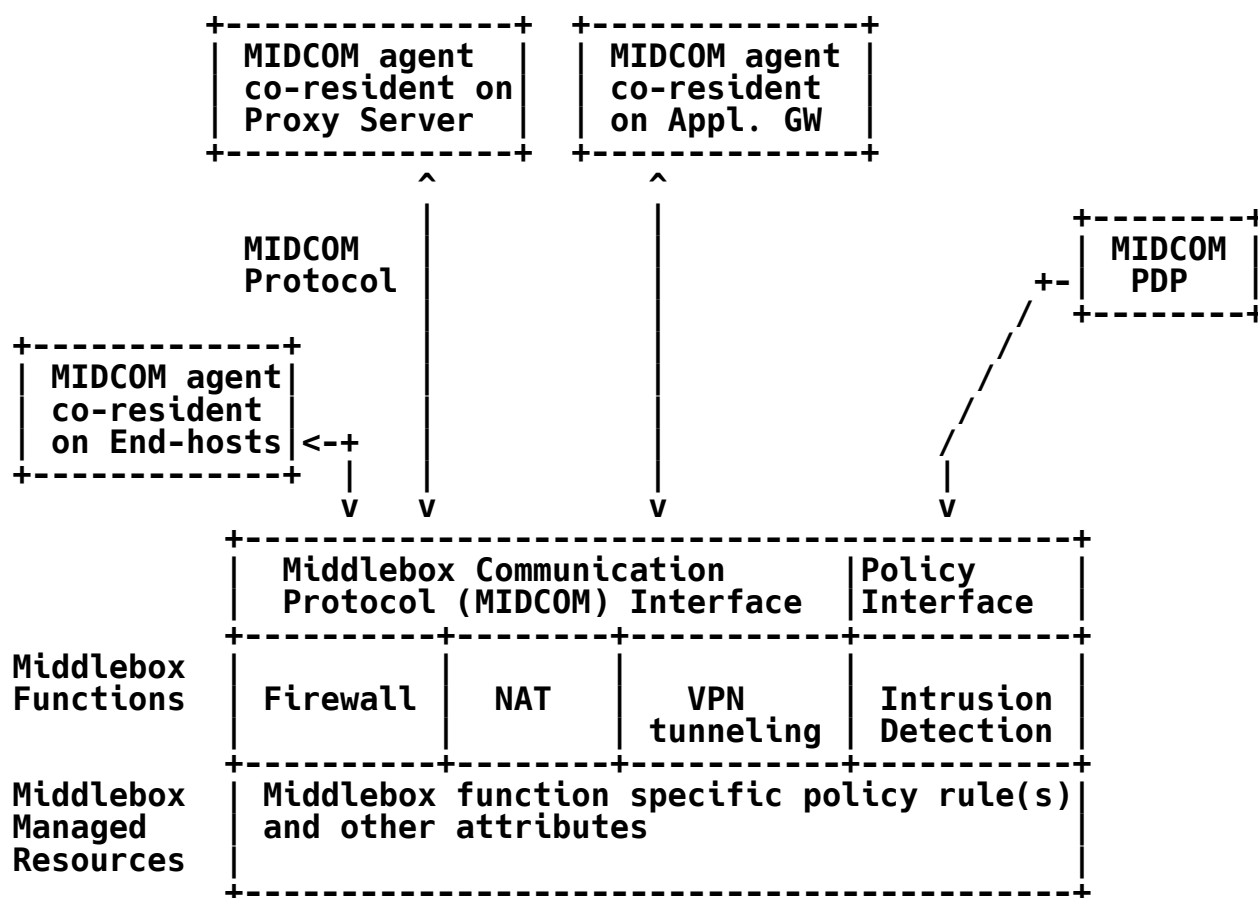 MIDCOM agent
co-resident on
Proxy Server
MIDCOM agent
co-resident
on Appl. GW
MIDCOM
Protocol
MIDCOM
PDP
MIDCOM agent
co-resident
on End-hosts
Middlebox Communication
Protocol (MIDCOM) Interface
Policy
Interface
Middlebox
Functions
Firewall
NAT
VPN
tunneling
Intrusion
Detection
Middlebox
Managed
Resources
Middlebox function specific policy rule(s)
and other attributes